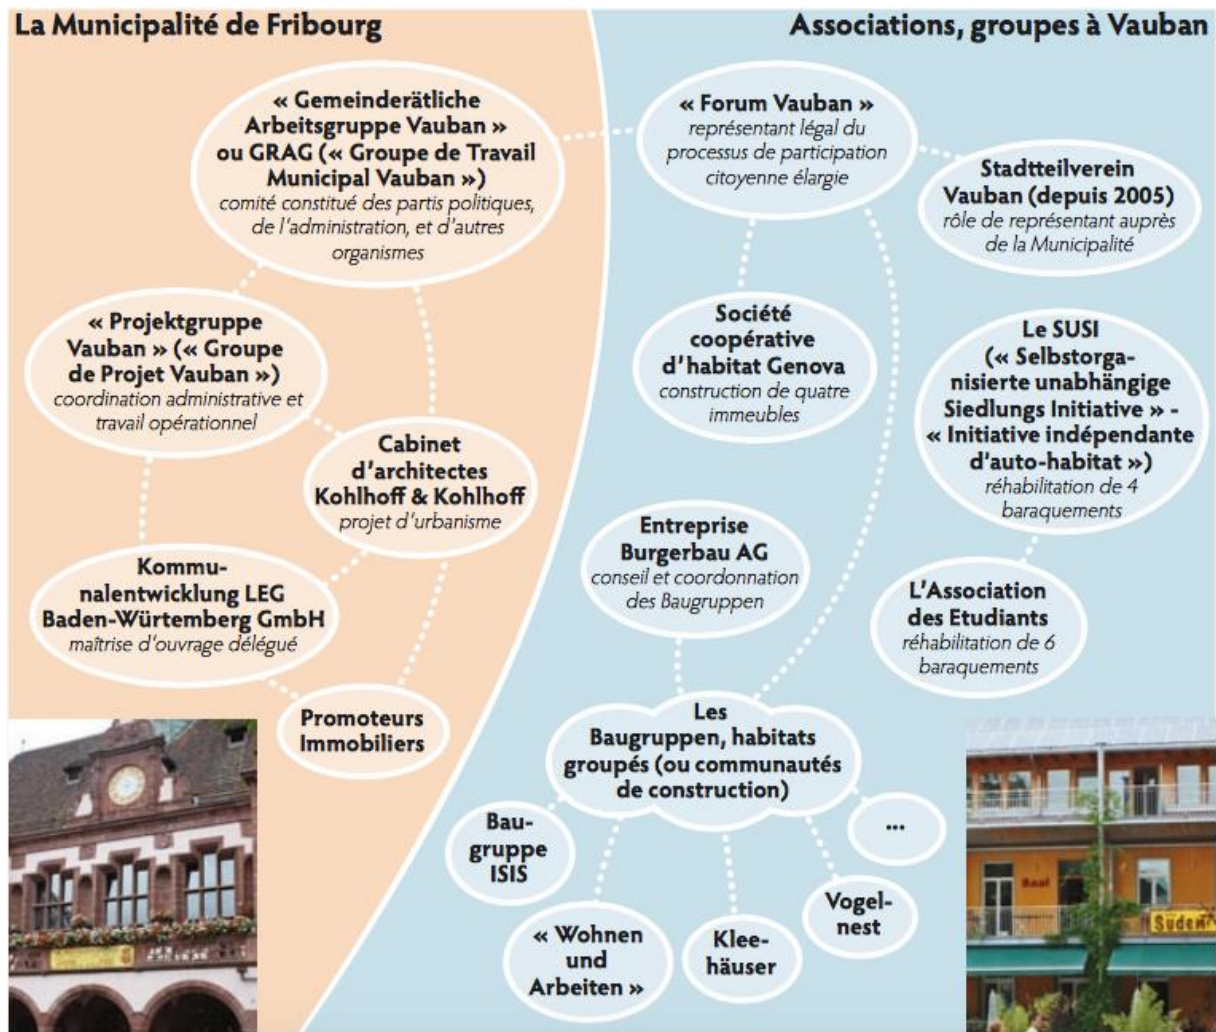 La Municipalité de Fribourg
Associations, groupes à Vauban
« Gemeinderätliche
Arbeitsgruppe Vauban »
ou GRAG (« Groupe de Travail
Municipal Vauban »)
comité constitué des partis politiques,
de l'administration, et d'autres
organismes
« Projektgruppe
Vauban » (« Groupe
de Projet Vauban »)
coordination administrative et
travail opérationnel
Cabinet
d'architectes
Kohlhoff & Kohlhoff
projet d'urbanisme
Kommu-
nalentwicklung LEG
Baden-Würtemberg GmbH
maîtrise d'ouvrage délégué
Promoteurs
Immobiliers
« Forum Vauban »
représentant légal du
processus de participation
citoyenne élargie
Stadtteilverein
Vauban (depuis 2005)
rôle de représentant auprès
de la Municipalité
Société
coopérative
d'habitat Genova
construction de quatre
immeubles
Le SUSI
(« Selbstorga-
nisierte unabhängige
Siedlungs Initiative » -
« Initiative indépendante
d'auto-habitat »)
réhabilitation de 4
baraquements
Entreprise
Burgerbau AG
conseil et coordonnation
des Baugruppen
L'Association
des Etudiants
réhabilitation de 6
baraquements
Les
Baugruppen, habitats
groupés (ou communautés
de construction)
Bau-
gruppe
ISIS
« Wohnen
und
Arbeiten »
Klee-
häuser
Vogel-
nest
...
Süden